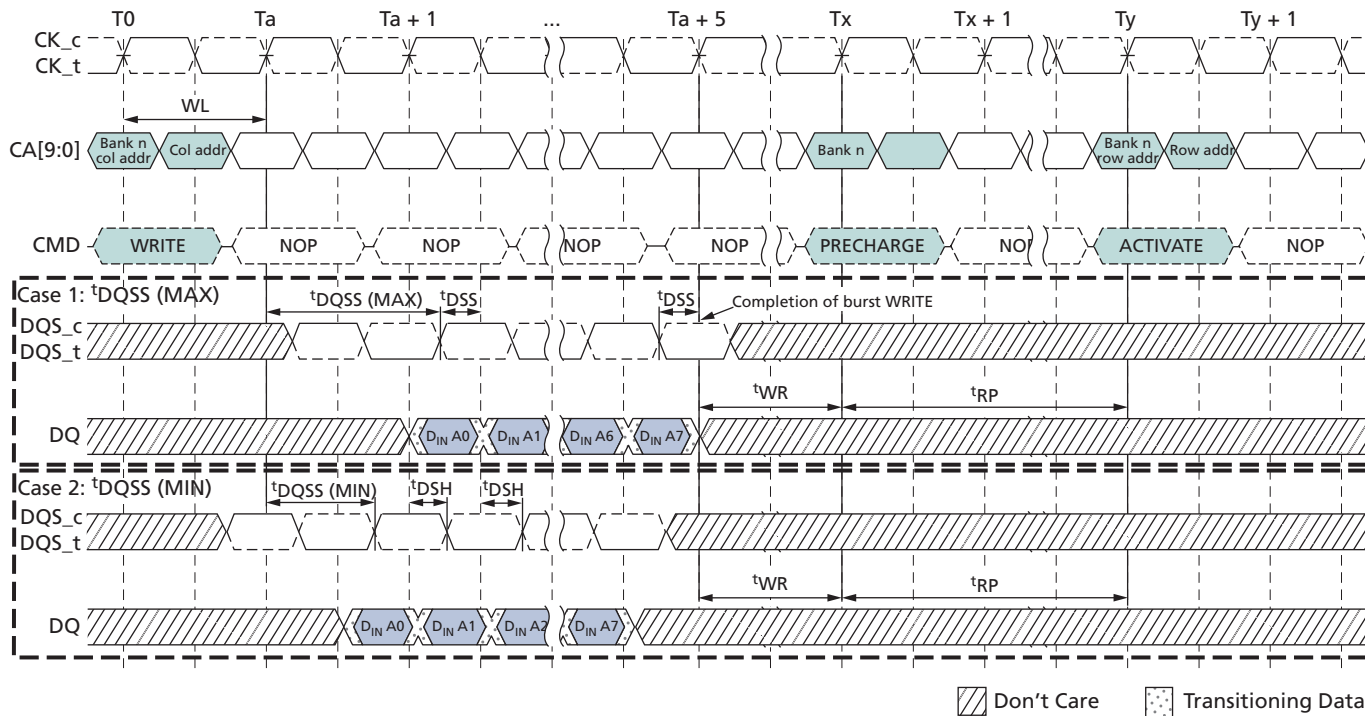 T0 Ta Ta + 1 ... Ta + 5 Tx Tx + 1 Ty Ty + 1
CK_c
CK_t
WL
CA[9:0] Bank n col addr Col addr Bank n Bank n row addr Row addr
CMD WRITE NOP NOP NOP NOP PRECHARGE NOP ACTIVATE NOP
Case 1: tDQSS (MAX)
tDQSS (MAX) tDSS tDSS Completion of burst WRITE
DQS_c
DQS_t
tWR tRP
DQ DIN A0 DIN A1 DIN A6 DIN A7
Case 2: tDQSS (MIN)
tDQSS (MIN) tDSH tDSH
DQS_c
DQS_t
tWR tRP
DQ DIN A0 DIN A1 DIN A2 DIN A7
Don't Care Transitioning Data